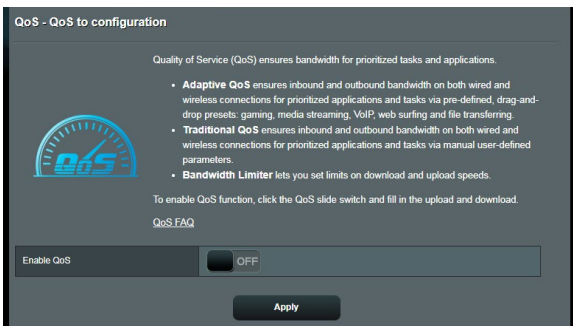 QoS - QoS to configuration
Quality of Service (QoS) ensures bandwidth for prioritized tasks and applications.
• Adaptive QoS ensures inbound and outbound bandwidth on both wired and
wireless connections for prioritized applications and tasks via pre-defined, drag-and-
drop presets: gaming, media streaming, VoIP, web surfing and file transferring.
• Traditional QoS ensures inbound and outbound bandwidth on both wired and
wireless connections for prioritized applications and tasks via manual user-defined
parameters.
• Bandwidth Limiter lets you set limits on download and upload speeds.
QoS
To enable QoS function, click the QoS slide switch and fill in the upload and download.
QoS FAQ
Enable QoS
OFF
Apply